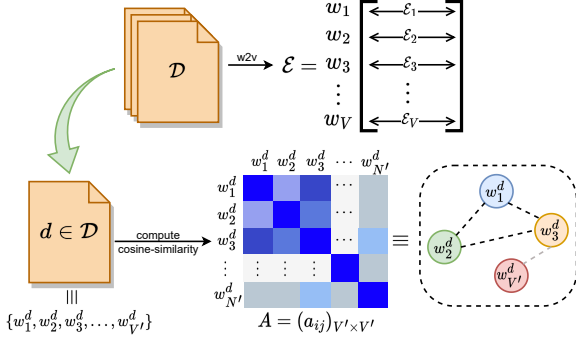 𝒟
w2v
ℰ =
w₁ ℰ₁
w₂ ℰ₂
w₃ ℰ₃
⋮ ⋮
w_V ℰ_V
d ∈ 𝒟
|||
{w₁ᵈ, w₂ᵈ, w₃ᵈ, ..., w_{V′}ᵈ}
compute
cosine-similarity
w₁ᵈ w₂ᵈ w₃ᵈ ⋯ w_{N′}ᵈ
w₁ᵈ ⋯
w₂ᵈ ⋯
w₃ᵈ ⋯
⋮ ⋮ ⋮ ⋮ ⋮
w_{N′}ᵈ ⋯
A = (a_{ij})_{V′×V′}
≡
w₁ᵈ
w₂ᵈ
w₃ᵈ
w_{V′}ᵈ